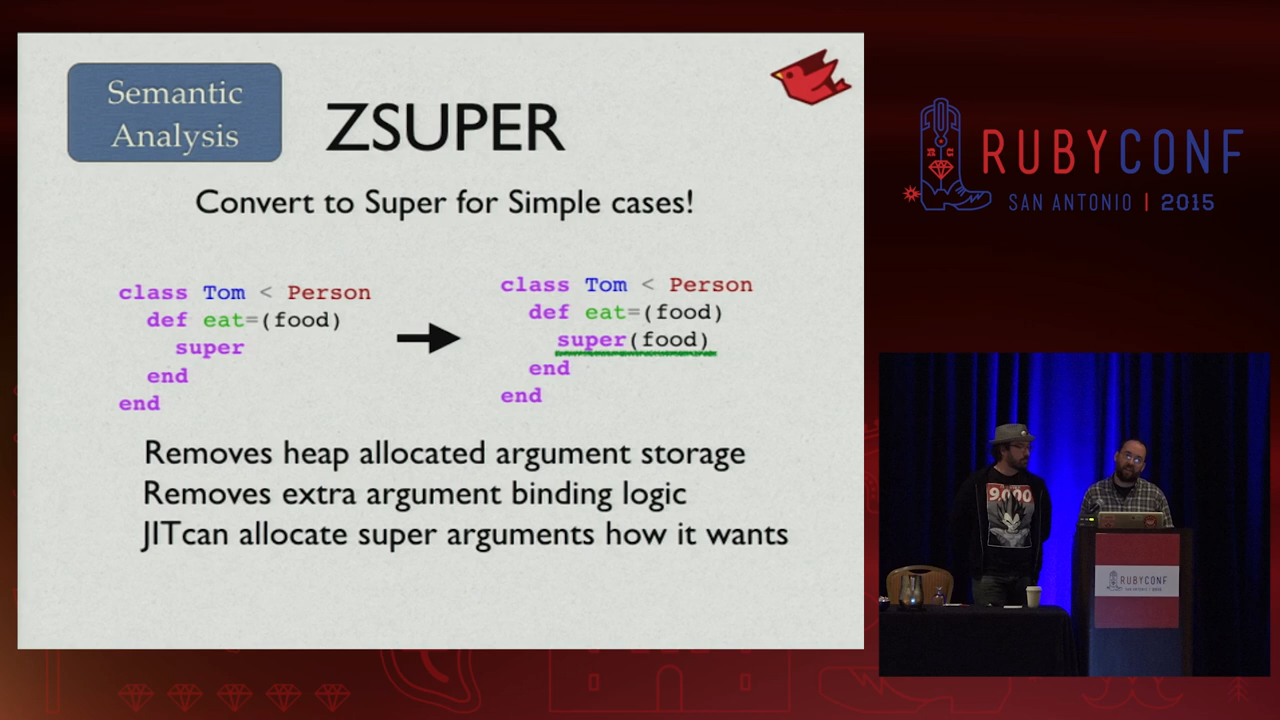 Semantic
Analysis
ZSUPER
Convert to Super for Simple cases!
class Tom < Person
def eat=(food)
super
end
end
class Tom < Person
def eat=(food)
super(food)
end
end
Removes heap allocated argument storage
Removes extra argument binding logic
JITcan allocate super arguments how it wants
RUBYCONF
SAN ANTONIO | 2015
9,000
RUBYCONF